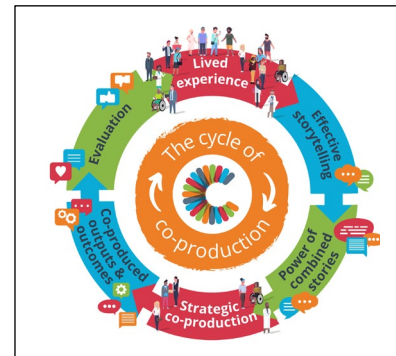 Lived
experience
Effective
storytelling
Power of
combined
stories
Strategic
co-production
Co-produced
outputs &
outcomes
Evaluation
The cycle of
co-production